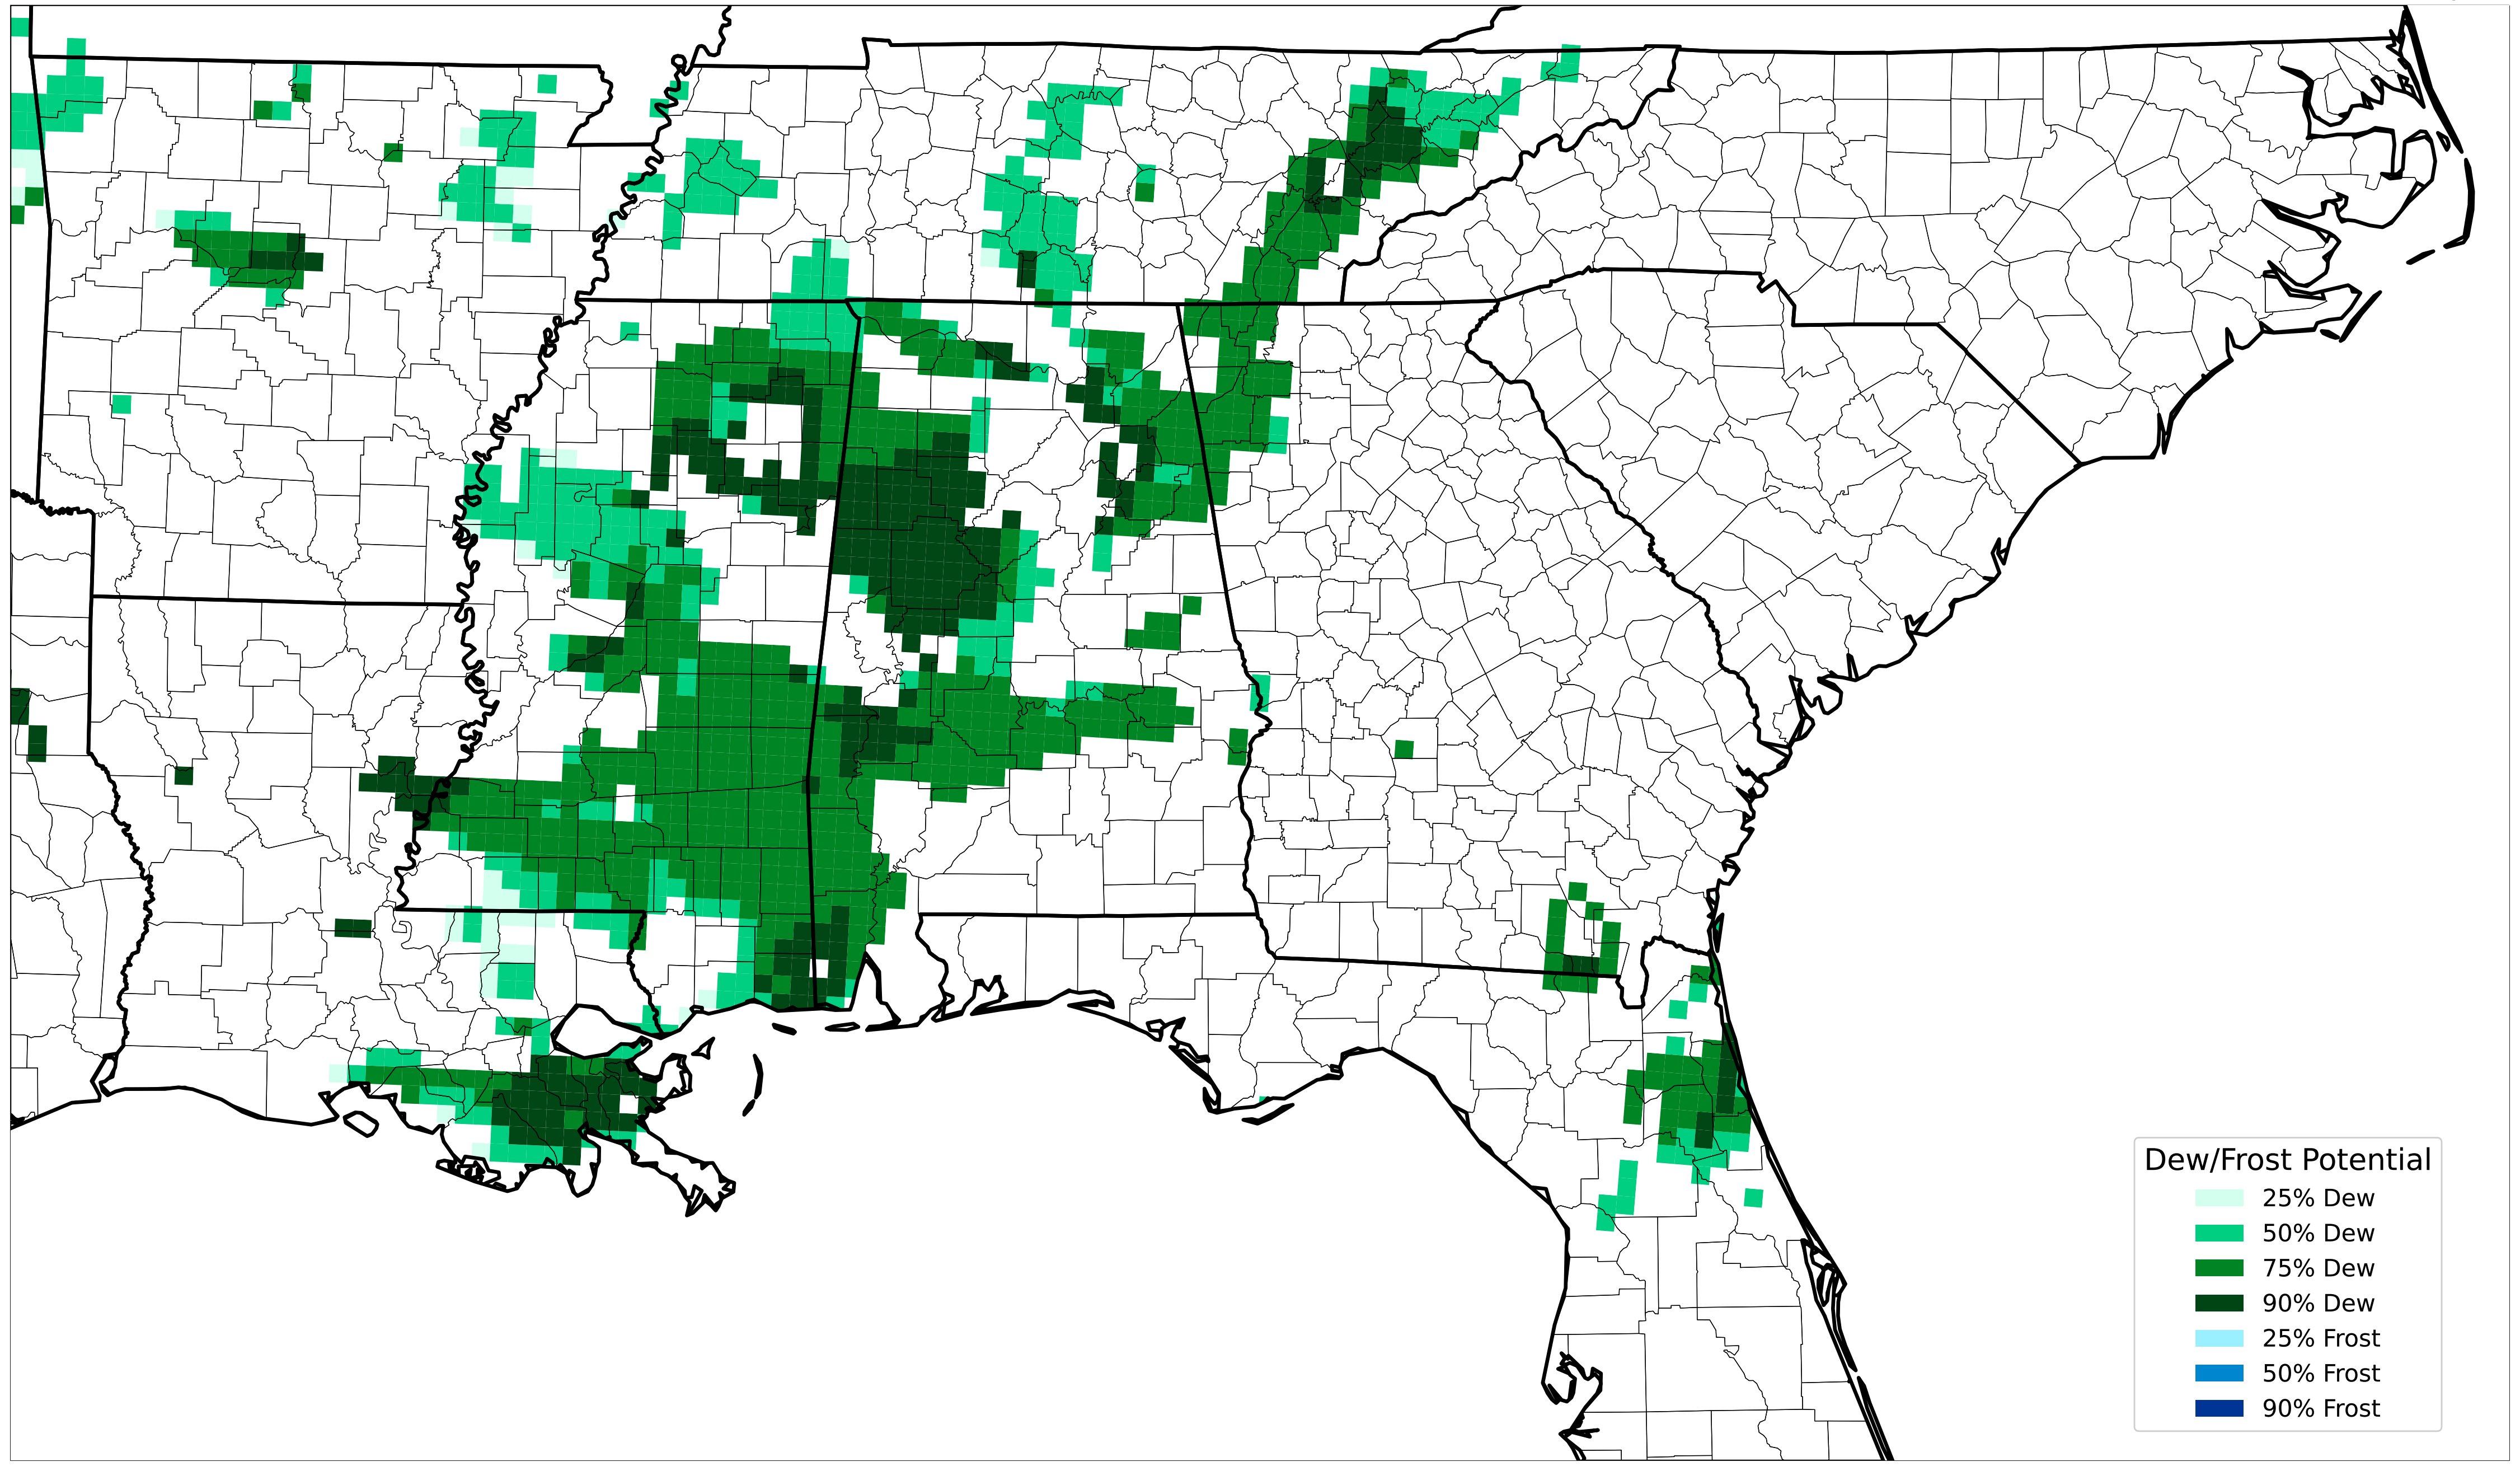 Dew/Frost Potential
25% Dew
50% Dew
75% Dew
90% Dew
25% Frost
50% Frost
90% Frost